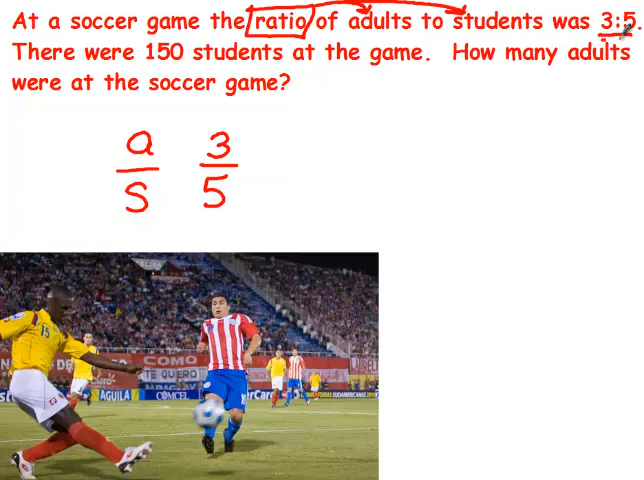 At a soccer game the ratio of adults to students was 3:5.
There were 150 students at the game. How many adults
were at the soccer game?
a 3
s 5
15
COMO
TE QUIERO
AGUILA
COMCEL